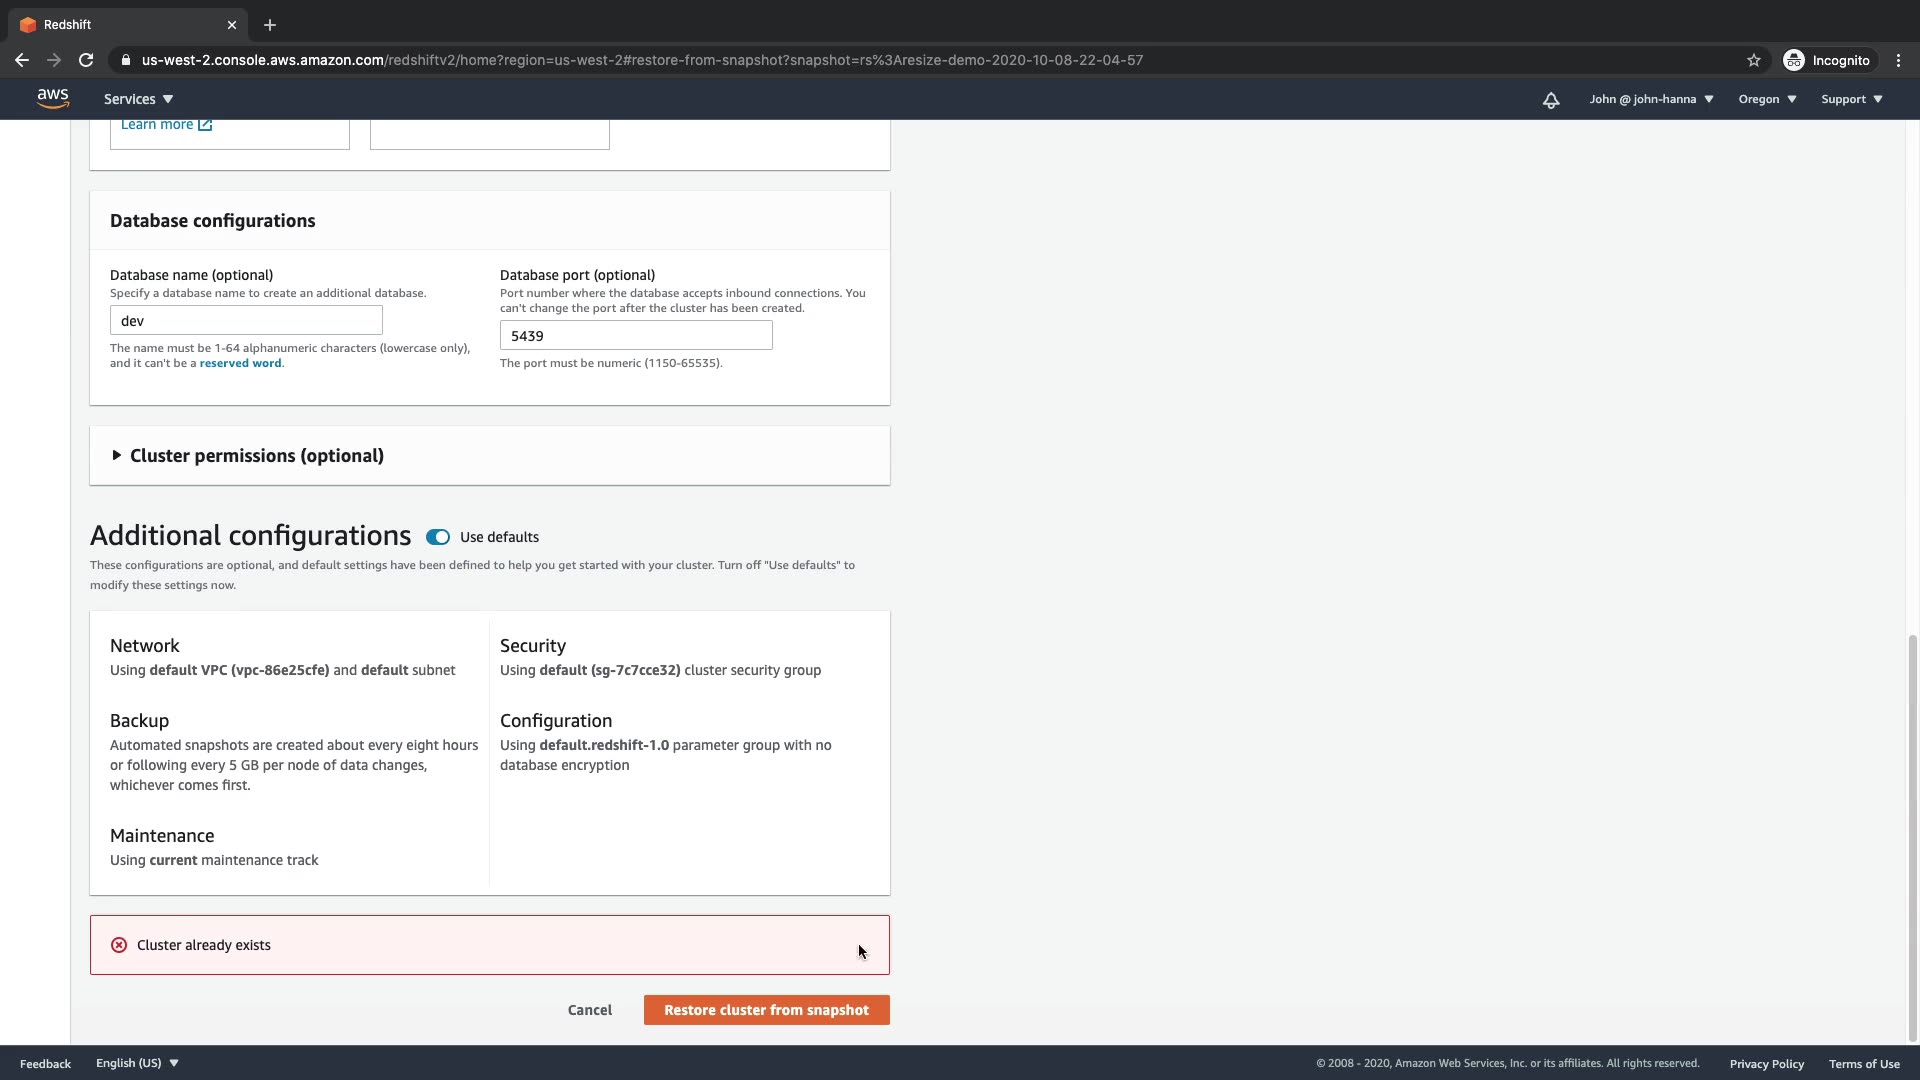 Redshift
us-west-2.console.aws.amazon.com/redshiftv2/home?region=us-west-2#restore-from-snapshot?snapshot=rs%3Aresize-demo-2020-10-08-22-04-57
Incognito
aws
Services
John @ john-hanna
Oregon
Support
Learn more
Database configurations
Database name (optional)
Specify a database name to create an additional database.
dev
The name must be 1-64 alphanumeric characters (lowercase only),
and it can't be a reserved word.
Database port (optional)
Port number where the database accepts inbound connections. You
can't change the port after the cluster has been created.
5439
The port must be numeric (1150-65535).
Cluster permissions (optional)
Additional configurations
Use defaults
These configurations are optional, and default settings have been defined to help you get started with your cluster. Turn off "Use defaults" to
modify these settings now.
Network
Using default VPC (vpc-86e25cfe) and default subnet
Backup
Automated snapshots are created about every eight hours
or following every 5 GB per node of data changes,
whichever comes first.
Maintenance
Using current maintenance track
Security
Using default (sg-7c7cce32) cluster security group
Configuration
Using default.redshift-1.0 parameter group with no
database encryption
Cluster already exists
Cancel
Restore cluster from snapshot
Feedback
English (US)
© 2008 - 2020, Amazon Web Services, Inc. or its affiliates. All rights reserved.
Privacy Policy
Terms of Use